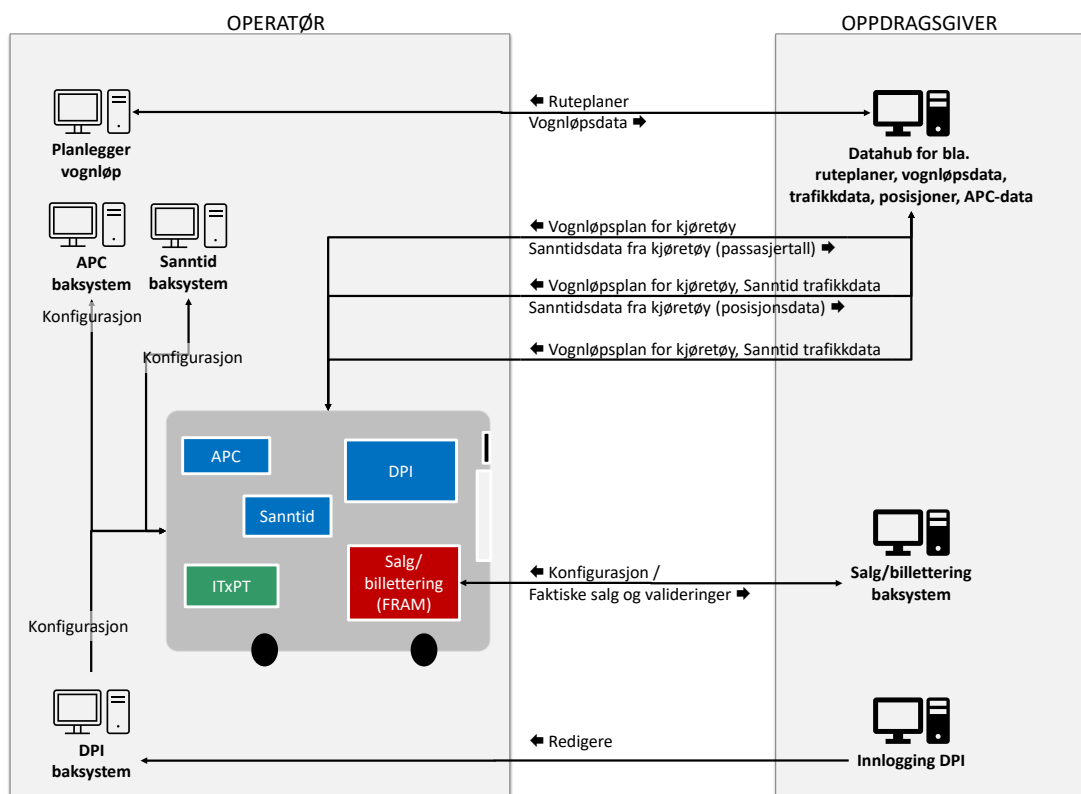 OPERATØR
OPPDRAGSGIVER
Planlegger
vognløp
🡸 Ruteplaner
Vognløpsdata 🡺
Datahub for bla.
ruteplaner, vognløpsdata,
trafikkdata, posisjoner, APC-data
APC
baksystem
Sanntid
baksystem
🡸 Vognløpsplan for kjøretøy
Sanntidsdata fra kjøretøy (passasjertall) 🡺
🡸 Vognløpsplan for kjøretøy, Sanntid trafikkdata
Sanntidsdata fra kjøretøy (posisjonsdata) 🡺
🡸 Vognløpsplan for kjøretøy, Sanntid trafikkdata
Konfigurasjon
Konfigurasjon
APC
DPI
Sanntid
ITxPT
Salg/
billettering
(FRAM)
🡸 Konfigurasjon /
Faktiske salg og valideringer 🡺
Salg/billettering
baksystem
Konfigurasjon
DPI
baksystem
🡸 Redigere
Innlogging DPI